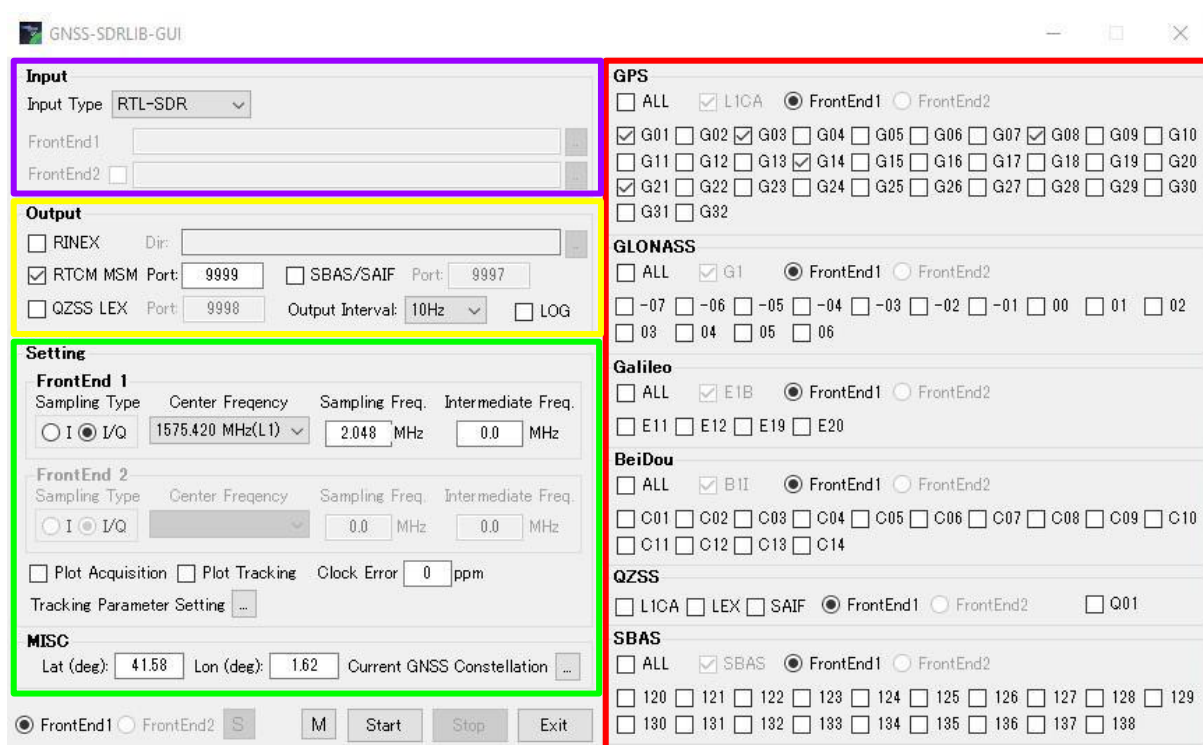 GNSS-SDRLIB-GUI
Input
Input Type RTL-SDR
FrontEnd1 ..
FrontEnd2 ..
Output
RINEX Dir: ..
RTCM MSM Port: 9999 SBAS/SAIF Port: 9997
QZSS LEX Port: 9998 Output Interval: 10Hz LOG
Setting
FrontEnd 1
Sampling Type Center Freqency Sampling Freq. Intermediate Freq.
I I/Q 1575.420 MHz(L1) 2.048 MHz 0.0 MHz
FrontEnd 2
Sampling Type Center Freqency Sampling Freq. Intermediate Freq.
I I/Q 0.0 MHz 0.0 MHz
Plot Acquisition Plot Tracking Clock Error 0 ppm
Tracking Parameter Setting ...
MISC
Lat (deg): 41.58 Lon (deg): 1.62 Current GNSS Constellation ...
FrontEnd1 FrontEnd2 S M Start Stop Exit
GPS
ALL L1CA FrontEnd1 FrontEnd2
G01 G02 G03 G04 G05 G06 G07 G08 G09 G10
G11 G12 G13 G14 G15 G16 G17 G18 G19 G20
G21 G22 G23 G24 G25 G26 G27 G28 G29 G30
G31 G32
GLONASS
ALL G1 FrontEnd1 FrontEnd2
-07 -06 -05 -04 -03 -02 -01 00 01 02
03 04 05 06
Galileo
ALL E1B FrontEnd1 FrontEnd2
E11 E12 E19 E20
BeiDou
ALL B1I FrontEnd1 FrontEnd2
C01 C02 C03 C04 C05 C06 C07 C08 C09 C10
C11 C12 C13 C14
QZSS
L1CA LEX SAIF FrontEnd1 FrontEnd2 Q01
SBAS
ALL SBAS FrontEnd1 FrontEnd2
120 121 122 123 124 125 126 127 128 129
130 131 132 133 134 135 136 137 138